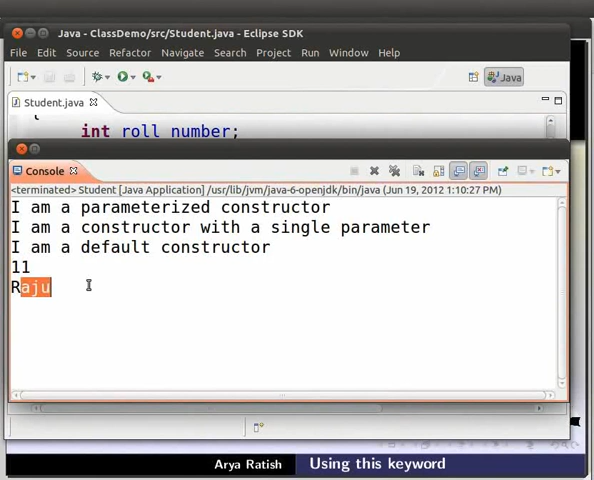 Java - ClassDemo/src/Student.java - Eclipse SDK
File Edit Source Refactor Navigate Search Project Run Window Help
Java
Student.java
int roll_number;
Console
<terminated> Student [Java Application] /usr/lib/jvm/java-6-openjdk/bin/java (Jun 19, 2012 1:10:27 PM)
I am a parameterized constructor
I am a constructor with a single parameter
I am a default constructor
11
Raju
Arya Ratish Using this keyword